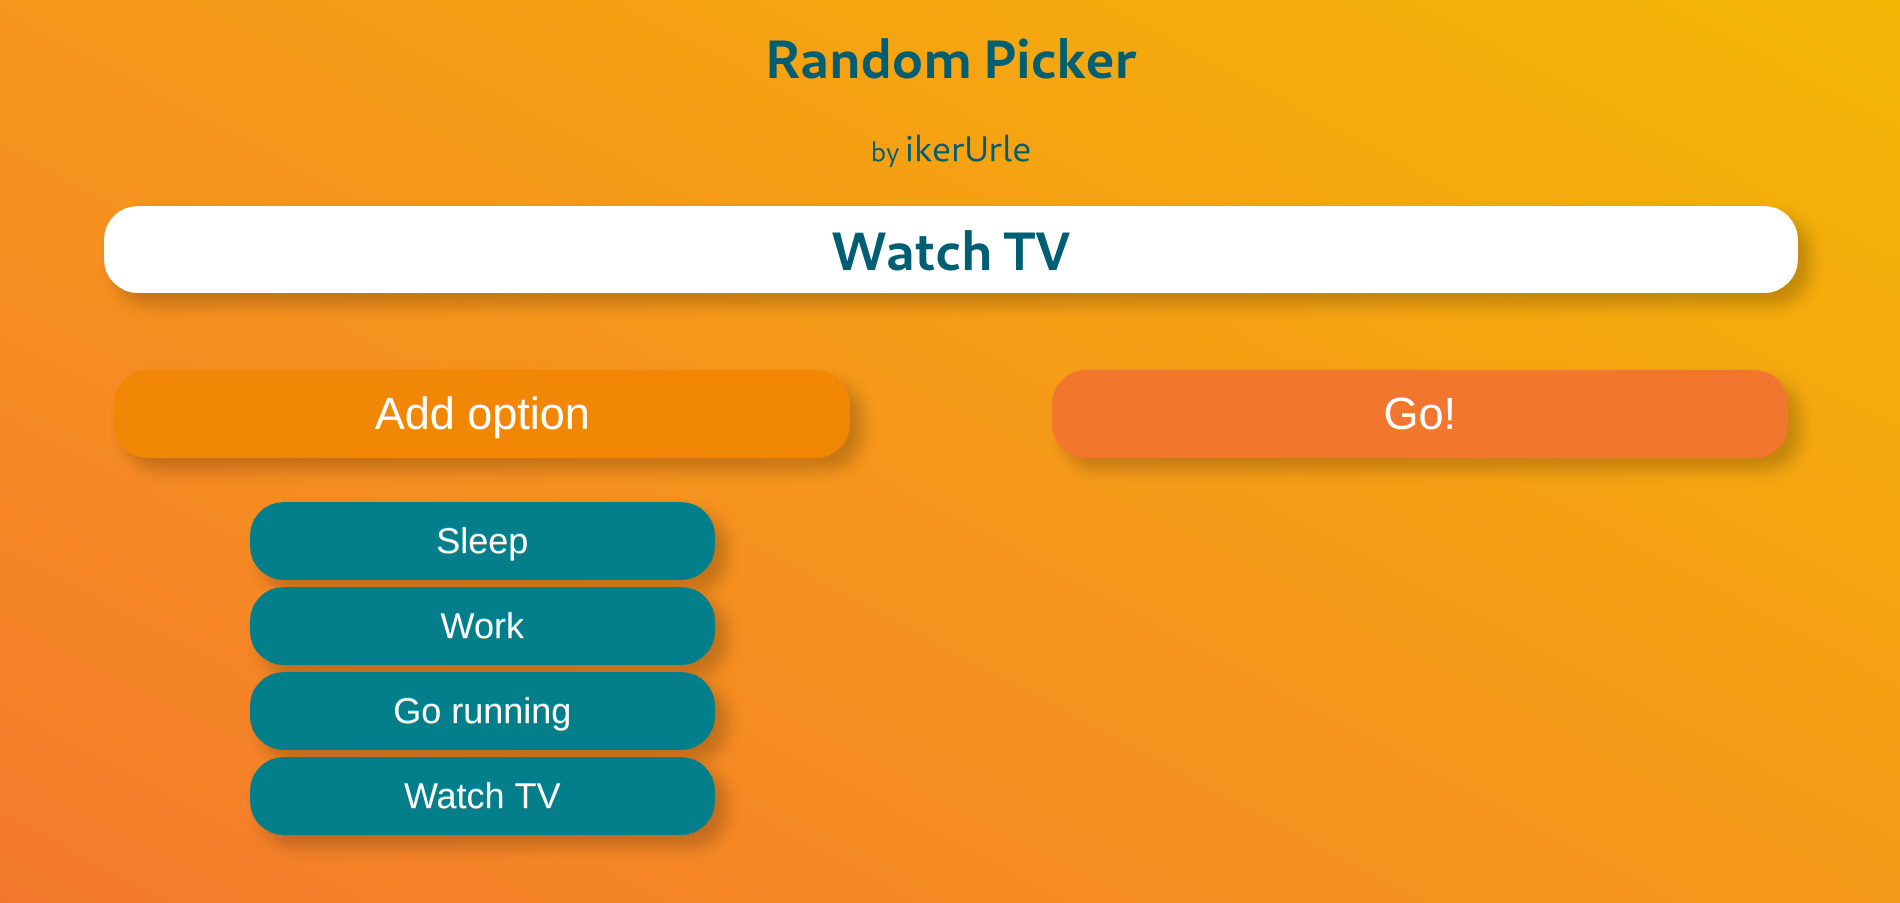 Random Picker
by ikerUrle
Watch TV
Add option
Go!
Sleep
Work
Go running
Watch TV